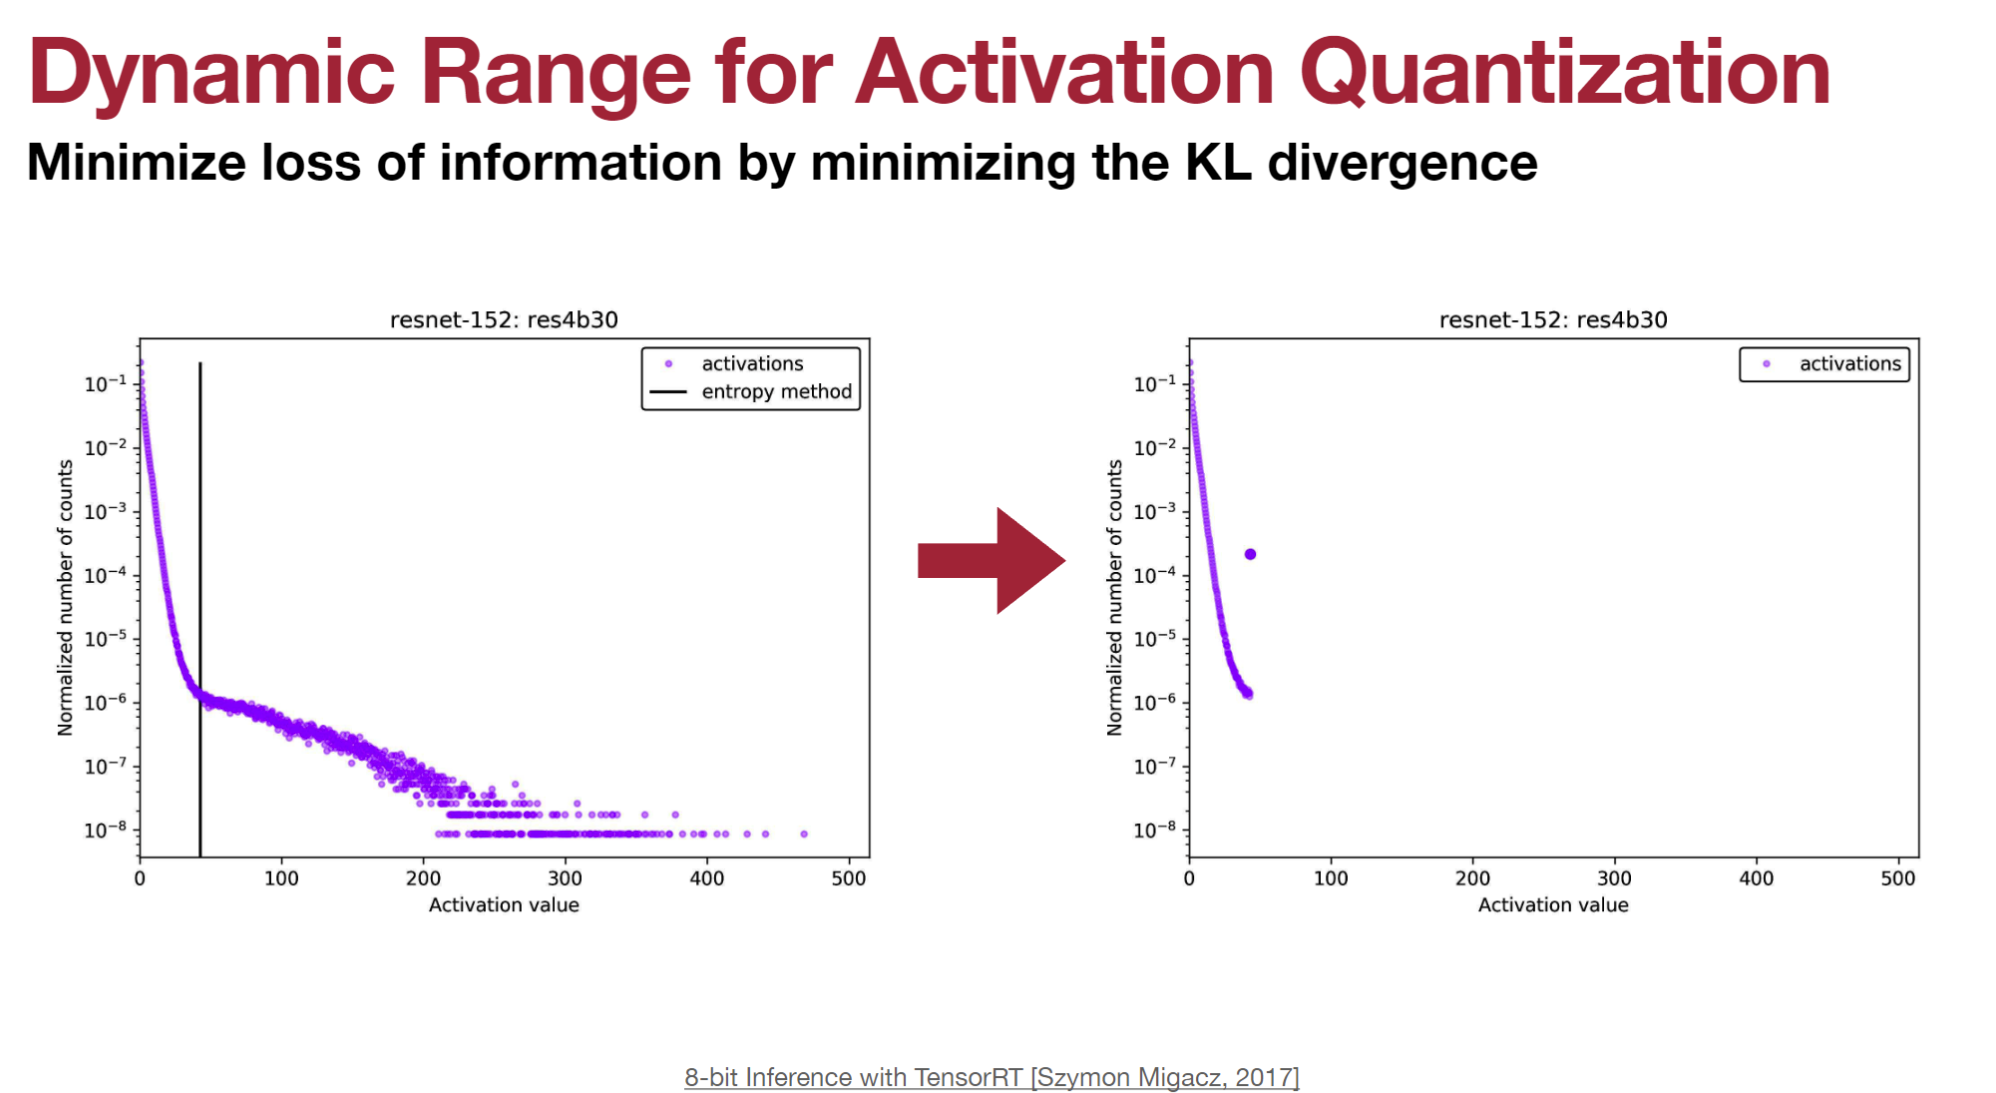 Dynamic Range for Activation Quantization
Minimize loss of information by minimizing the KL divergence
resnet-152: res4b30
activations
entropy method
10⁻¹
10⁻²
10⁻³
10⁻⁴
10⁻⁵
10⁻⁶
10⁻⁷
10⁻⁸
Normalized number of counts
0 100 200 300 400 500
Activation value
resnet-152: res4b30
activations
10⁻¹
10⁻²
10⁻³
10⁻⁴
10⁻⁵
10⁻⁶
10⁻⁷
10⁻⁸
Normalized number of counts
0 100 200 300 400 500
Activation value
8-bit Inference with TensorRT [Szymon Migacz, 2017]